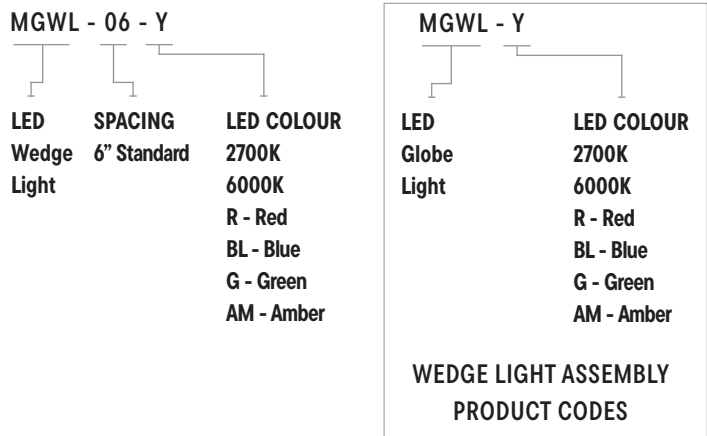 MGWL - 06 - Y
LED SPACING LED COLOUR
Wedge 6” Standard 2700K
Light 6000K
R - Red
BL - Blue
G - Green
AM - Amber
MGWL - Y
LED LED COLOUR
Globe 2700K
Light 6000K
R - Red
BL - Blue
G - Green
AM - Amber
WEDGE LIGHT ASSEMBLY
PRODUCT CODES